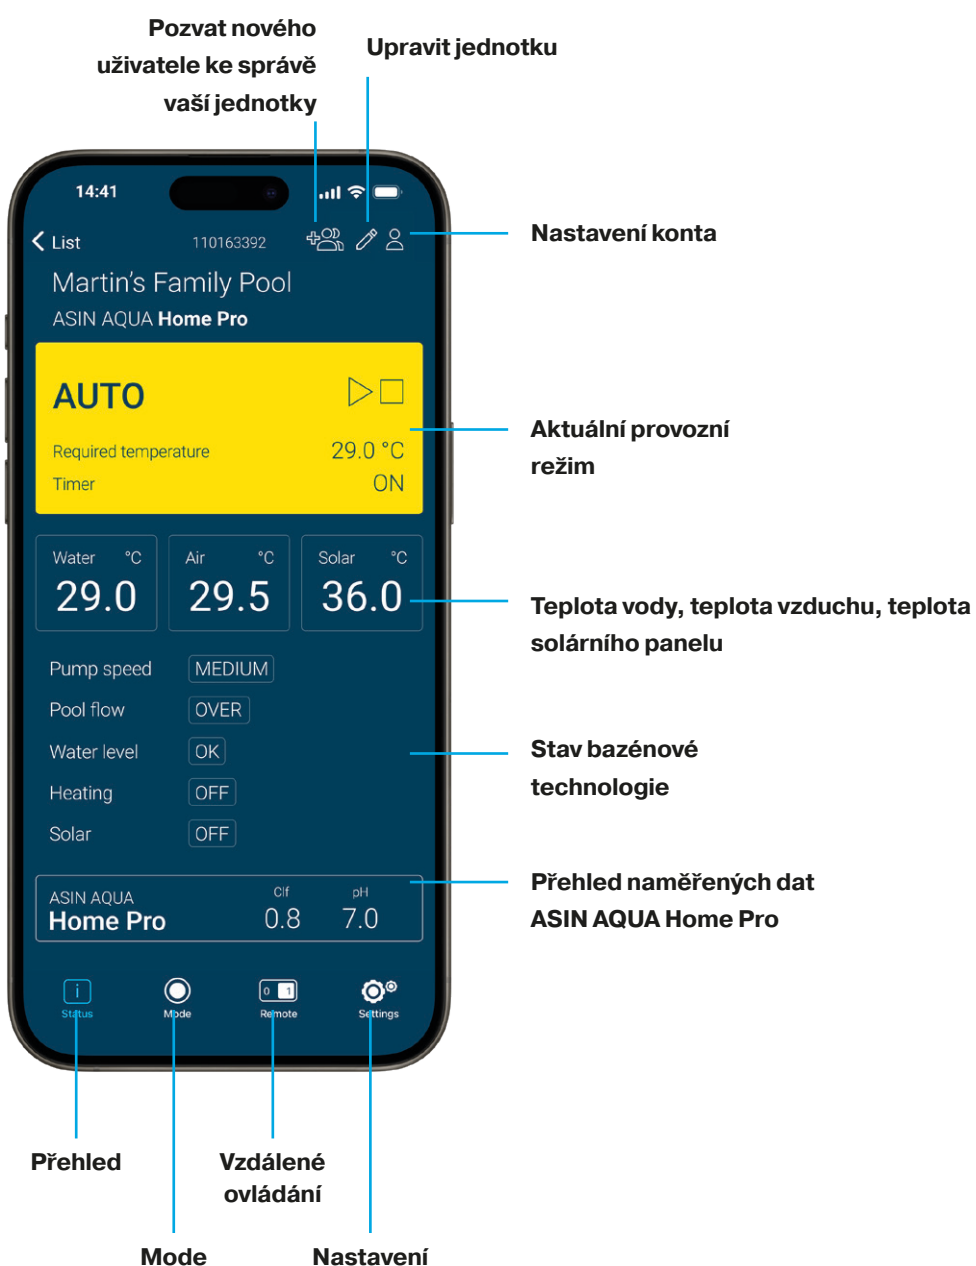 Pozvat nového
uživatele ke správě
vaší jednotky
Upravit jednotku
14:41
List
110163392
Nastavení konta
Martin's Family Pool
ASIN AQUA Home Pro
AUTO
Required temperature 29.0 °C
Timer ON
Aktuální provozní
režim
Water °C
29.0
Air °C
29.5
Solar °C
36.0
Teplota vody, teplota vzduchu, teplota
solárního panelu
Pump speed MEDIUM
Pool flow OVER
Water level OK
Heating OFF
Solar OFF
Stav bazénové
technologie
ASIN AQUA
Home Pro
Clf pH
0.8 7.0
Přehled naměřených dat
ASIN AQUA Home Pro
i
Status
Mode
0 1
Remote
Settings
Přehled
Vzdálené
ovládání
Mode
Nastavení